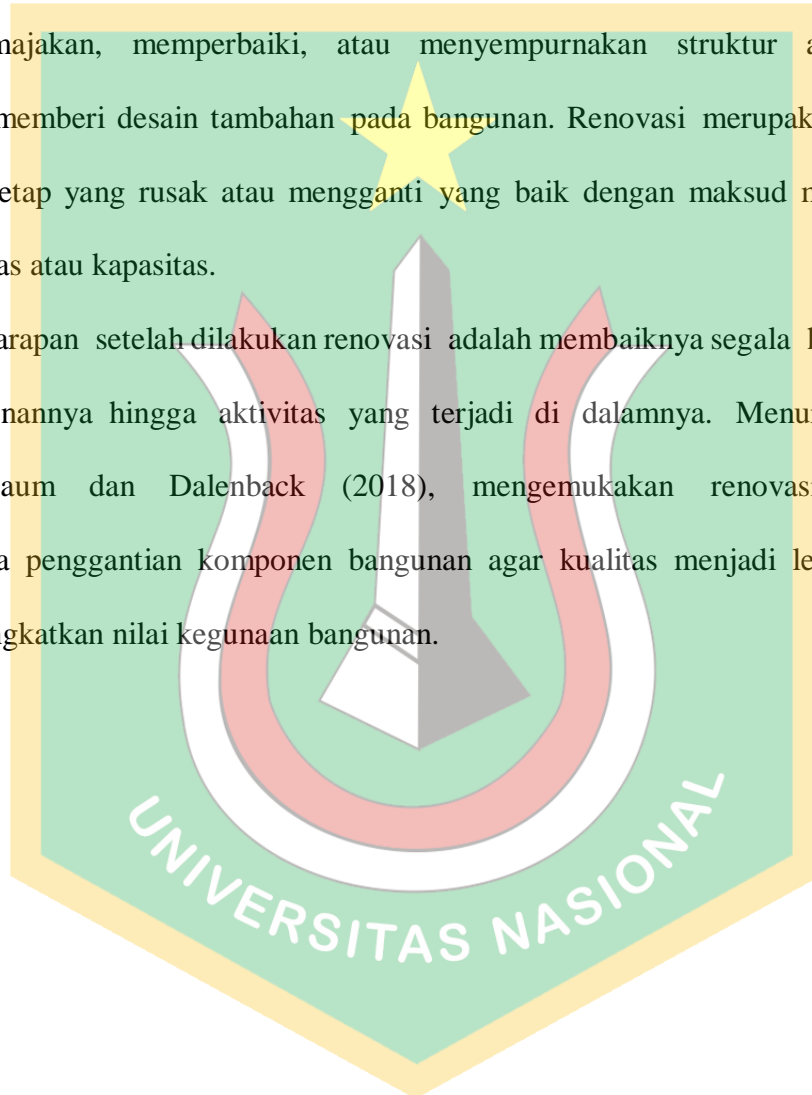 majakan, memperbaiki, atau menyempurnakan struktur a
memberi desain tambahan pada bangunan. Renovasi merupak
etap yang rusak atau mengganti yang baik dengan maksud m
as atau kapasitas.
arapan setelah dilakukan renovasi adalah membaiknya segala h
nannya hingga aktivitas yang terjadi di dalamnya. Menu
aum dan Dalenback (2018), mengemukakan renovasi
a penggantian komponen bangunan agar kualitas menjadi le
ngkatkan nilai kegunaan bangunan.
UNIVERSITAS NASIONAL